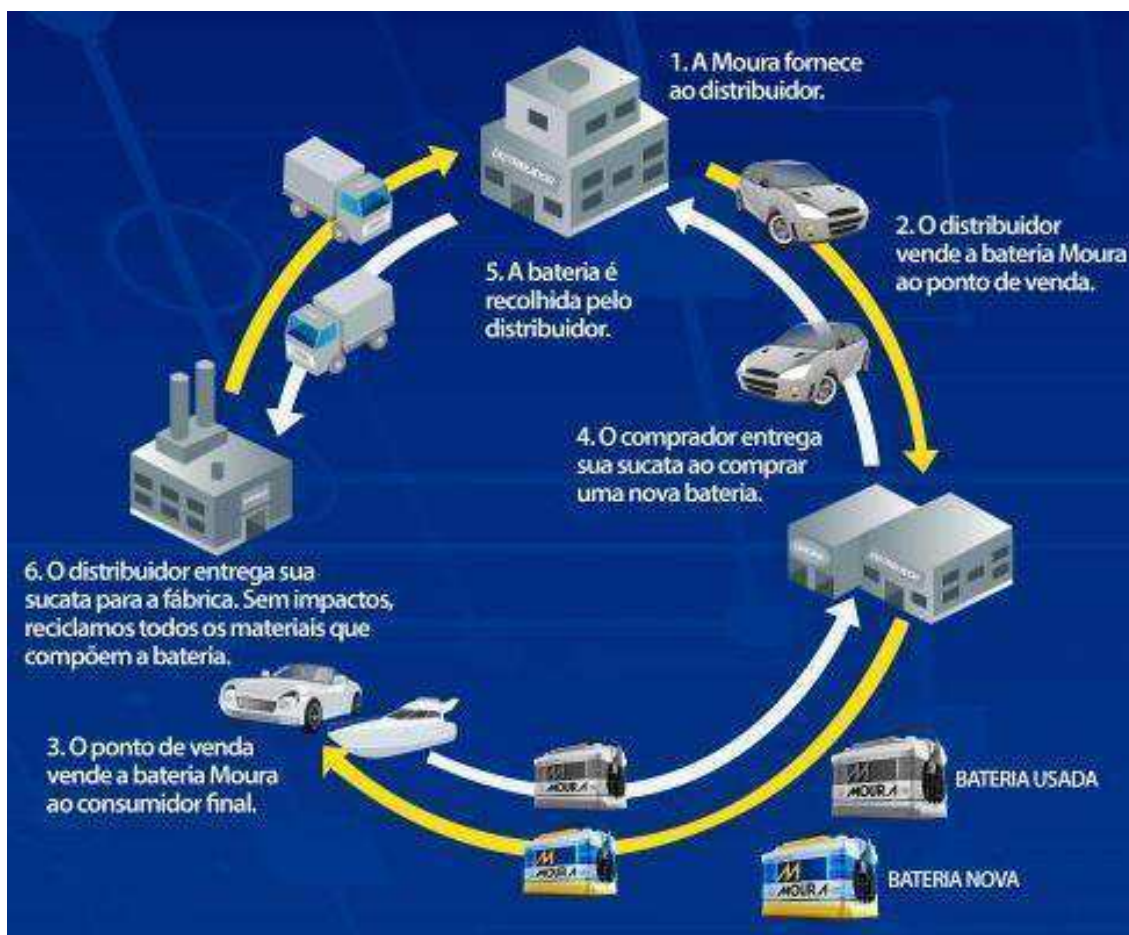 1. A Moura fornece
ao distribuidor.
DISTRIBUIDOR
2. O distribuidor
vende a bateria Moura
ao ponto de venda.
5. A bateria é
recolhida pelo
distribuidor.
4. O comprador entrega
sua sucata ao comprar
uma nova bateria.
6. O distribuidor entrega sua
sucata para a fábrica. Sem impactos,
reciclamos todos os materiais que
compõem a bateria.
3. O ponto de venda
vende a bateria Moura
ao consumidor final.
MOURA
MOURA
MOURA
BATERIA USADA
MOURA
BATERIA NOVA